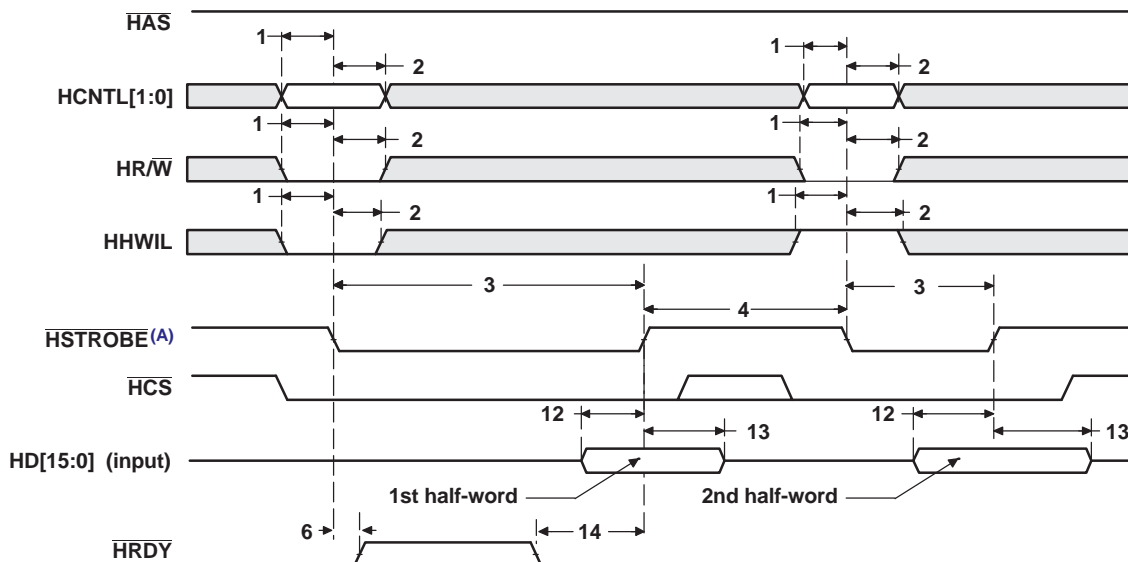 HAS
1
1
2
2
HCNTL[1:0]
1
1
2
2
HR/W
1
1
2
2
HHWIL
3
3
4
HSTROBE(A)
HCS
12
12
13
13
HD[15:0] (input)
1st half-word
2nd half-word
6
14
HRDY